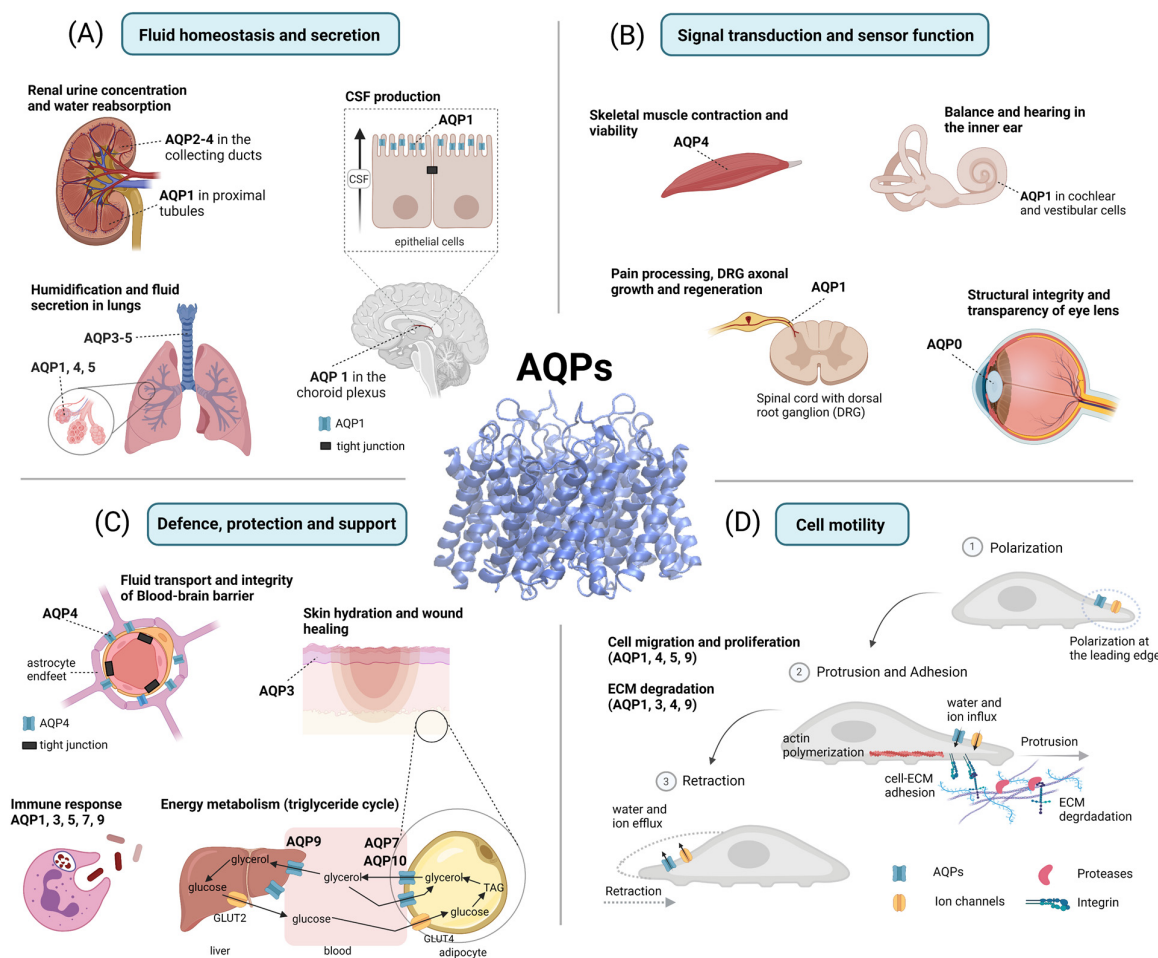 (A)
Fluid homeostasis and secretion
Renal urine concentration
and water reabsorption
AQP2-4 in the
collecting ducts
AQP1 in proximal
tubules
CSF production
AQP1
CSF
epithelial cells
Humidification and fluid
secretion in lungs
AQP3-5
AQP1, 4, 5
AQP 1 in the
choroid plexus
AQP1
tight junction
(B)
Signal transduction and sensor function
Skeletal muscle contraction and
viability
AQP4
Balance and hearing in
the inner ear
AQP1 in cochlear
and vestibular cells
Pain processing, DRG axonal
growth and regeneration
AQP1
Spinal cord with dorsal
root ganglion (DRG)
Structural integrity and
transparency of eye lens
AQP0
AQPs
(C)
Defence, protection and support
Fluid transport and integrity
of Blood-brain barrier
AQP4
astrocyte
endfeet
AQP4
tight junction
Skin hydration and wound
healing
AQP3
Immune response
AQP1, 3, 5, 7, 9
Energy metabolism (triglyceride cycle)
AQP9
AQP7
AQP10
glycerol
glycerol
glycerol
glucose
TAG
GLUT2
glucose
glucose
GLUT4
liver
blood
adipocyte
(D)
Cell motility
1 Polarization
Polarization at
the leading edge
Cell migration and proliferation
(AQP1, 4, 5, 9)
ECM degradation
(AQP1, 3, 4, 9)
2 Protrusion and Adhesion
water and
ion influx
actin
polymerization
Protrusion
cell-ECM
adhesion
ECM
degrdadation
3 Retraction
water and
ion efflux
Retraction
AQPs
Proteases
Ion channels
Integrin